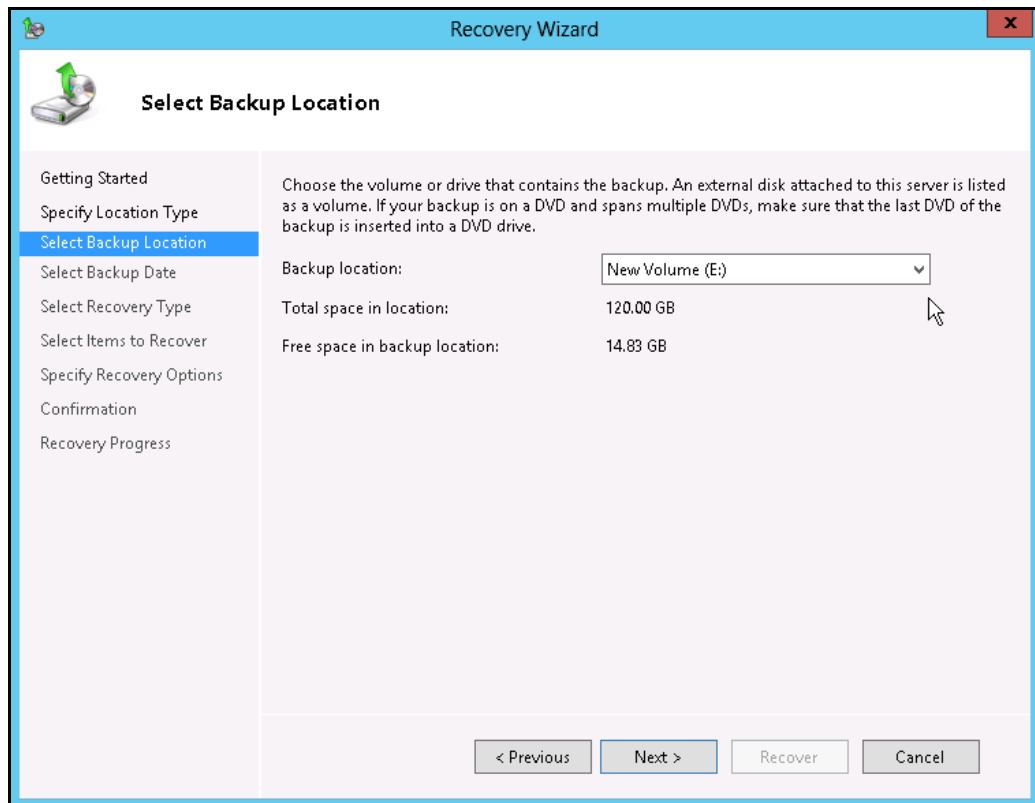 Recovery Wizard
x
Select Backup Location
Getting Started
Specify Location Type
Select Backup Location
Select Backup Date
Select Recovery Type
Select Items to Recover
Specify Recovery Options
Confirmation
Recovery Progress
Choose the volume or drive that contains the backup. An external disk attached to this server is listed
as a volume. If your backup is on a DVD and spans multiple DVDs, make sure that the last DVD of the
backup is inserted into a DVD drive.
Backup location: New Volume (E:)
Total space in location: 120.00 GB
Free space in backup location: 14.83 GB
< Previous Next > Recover Cancel